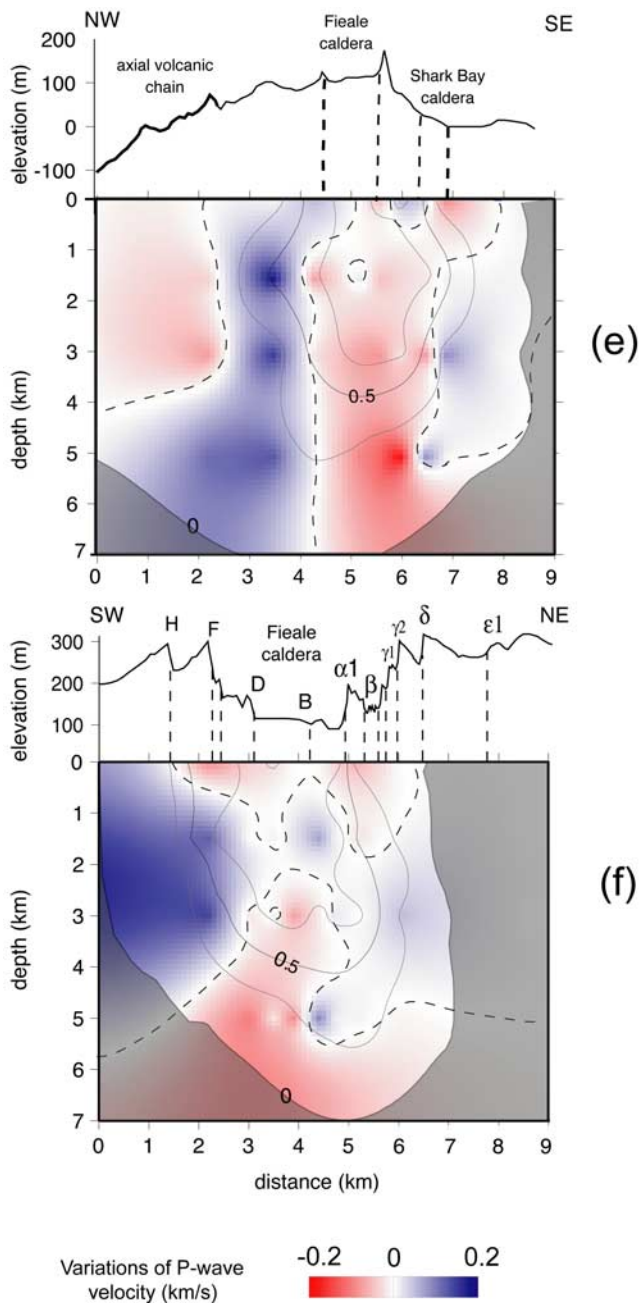 NW
Fieale
caldera
SE
200
axial volcanic
chain
Shark Bay
caldera
100
0
-100
elevation (m)
0
1
2
3
4
5
6
7
depth (km)
0.5
0
(e)
0 1 2 3 4 5 6 7 8 9
SW
H
F
Fieale
caldera
D
B
α1
β
γ1
γ2
δ
ε1
NE
300
200
100
elevation (m)
0
1
2
3
4
5
6
7
depth (km)
0.5
0
(f)
0 1 2 3 4 5 6 7 8 9
distance (km)
Variations of P-wave
velocity (km/s)
-0.2 0 0.2